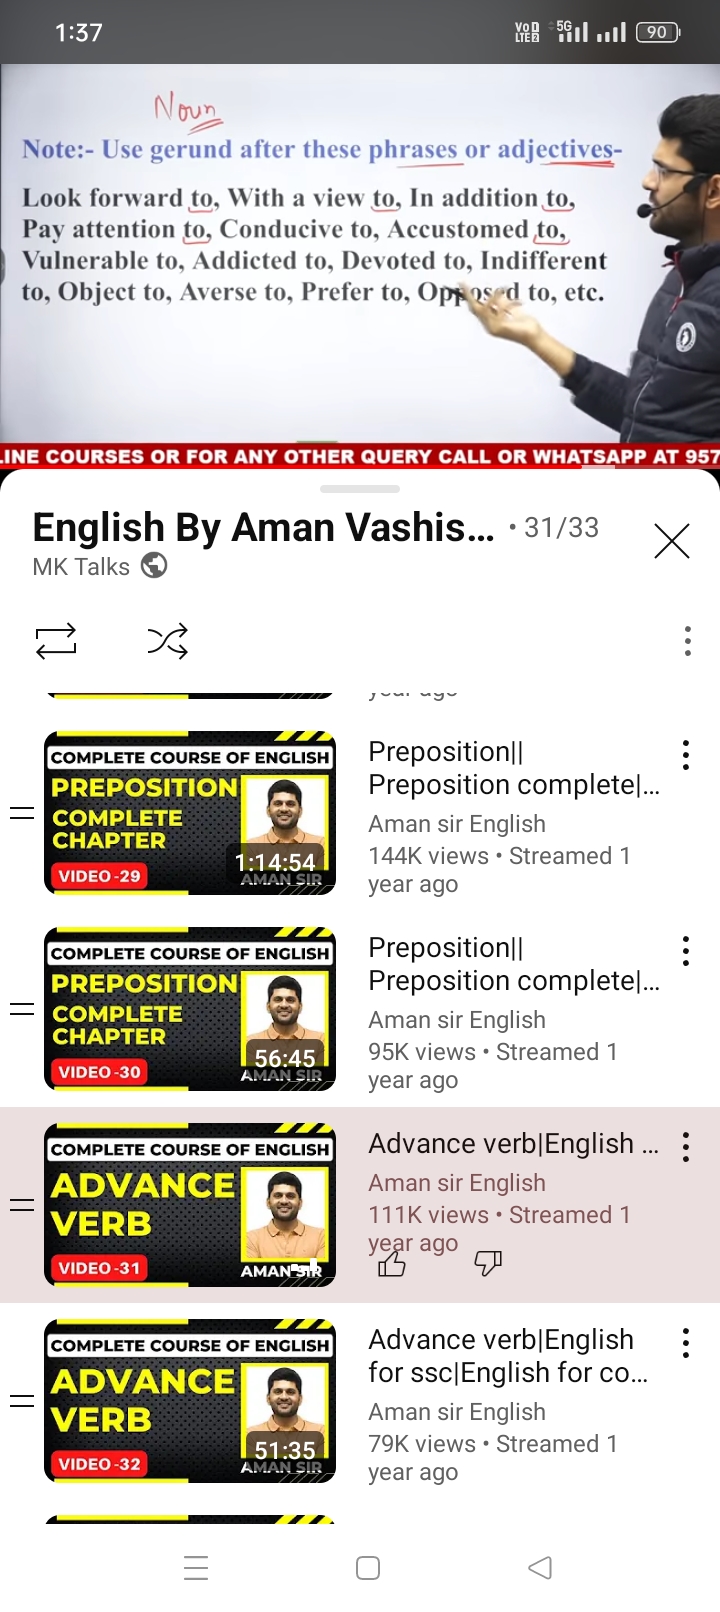 1:37
Vo D
LTE 2
5G
90
Noun
Note:- Use gerund after these phrases or adjectives-
Look forward to, With a view to, In addition to,
Pay attention to, Conducive to, Accustomed to,
Vulnerable to, Addicted to, Devoted to, Indifferent
to, Object to, Averse to, Prefer to, Opposed to, etc.
LINE COURSES OR FOR ANY OTHER QUERY CALL OR WHATSAPP AT 957
English By Aman Vashis... • 31/33
MK Talks
year ago
COMPLETE COURSE OF ENGLISH
PREPOSITION
COMPLETE
CHAPTER
VIDEO -29
1:14:54
AMAN SIR
Preposition||
Preposition complete|...
Aman sir English
144K views • Streamed 1
year ago
COMPLETE COURSE OF ENGLISH
PREPOSITION
COMPLETE
CHAPTER
VIDEO -30
56:45
AMAN SIR
Preposition||
Preposition complete|...
Aman sir English
95K views • Streamed 1
year ago
COMPLETE COURSE OF ENGLISH
ADVANCE
VERB
VIDEO -31
AMAN SIR
Advance verb|English ...
Aman sir English
111K views • Streamed 1
year ago
COMPLETE COURSE OF ENGLISH
ADVANCE
VERB
VIDEO -32
51:35
AMAN SIR
Advance verb|English
for ssc|English for co...
Aman sir English
79K views • Streamed 1
year ago